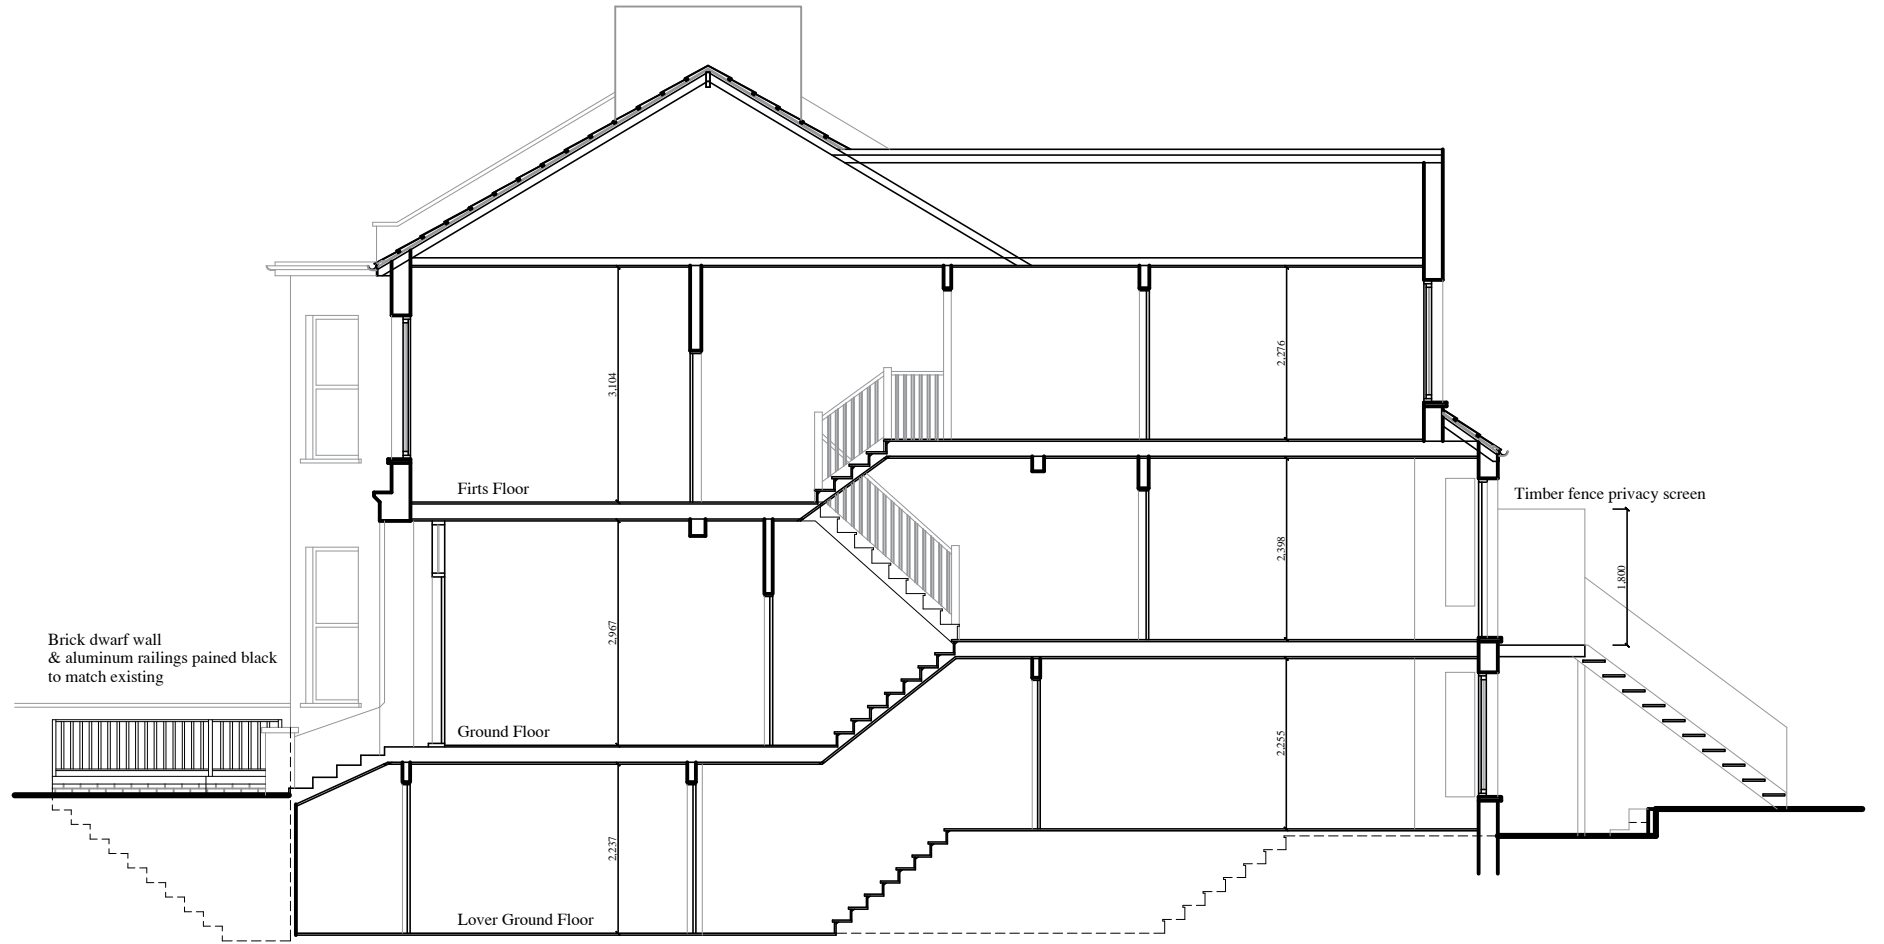 3,104
2,276
Firts Floor
Timber fence privacy screen
2,398
1,800
2,967
Brick dwarf wall
& aluminum railings pained black
to match existing
Ground Floor
2,255
2,237
Lover Ground Floor